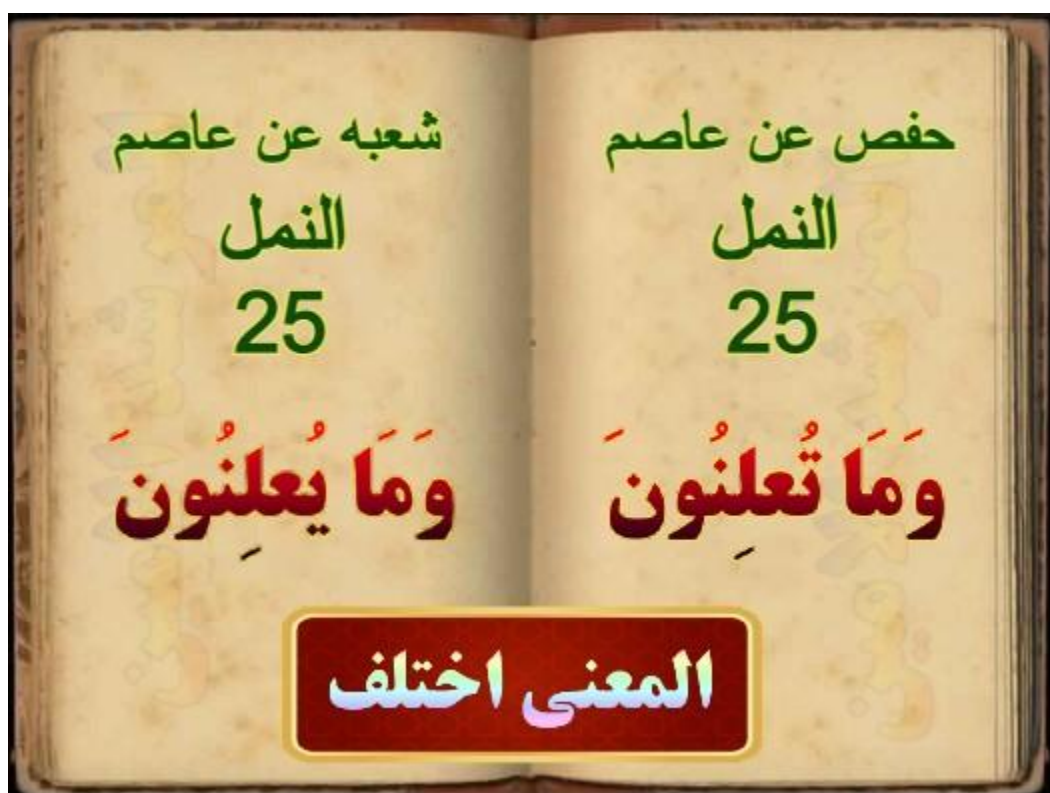 حفص عن عاصم
النمل
25
وَمَا تُعلِنُونَ
شعبه عن عاصم
النمل
25
وَمَا يُعلِنُونَ
المعنى اختلف